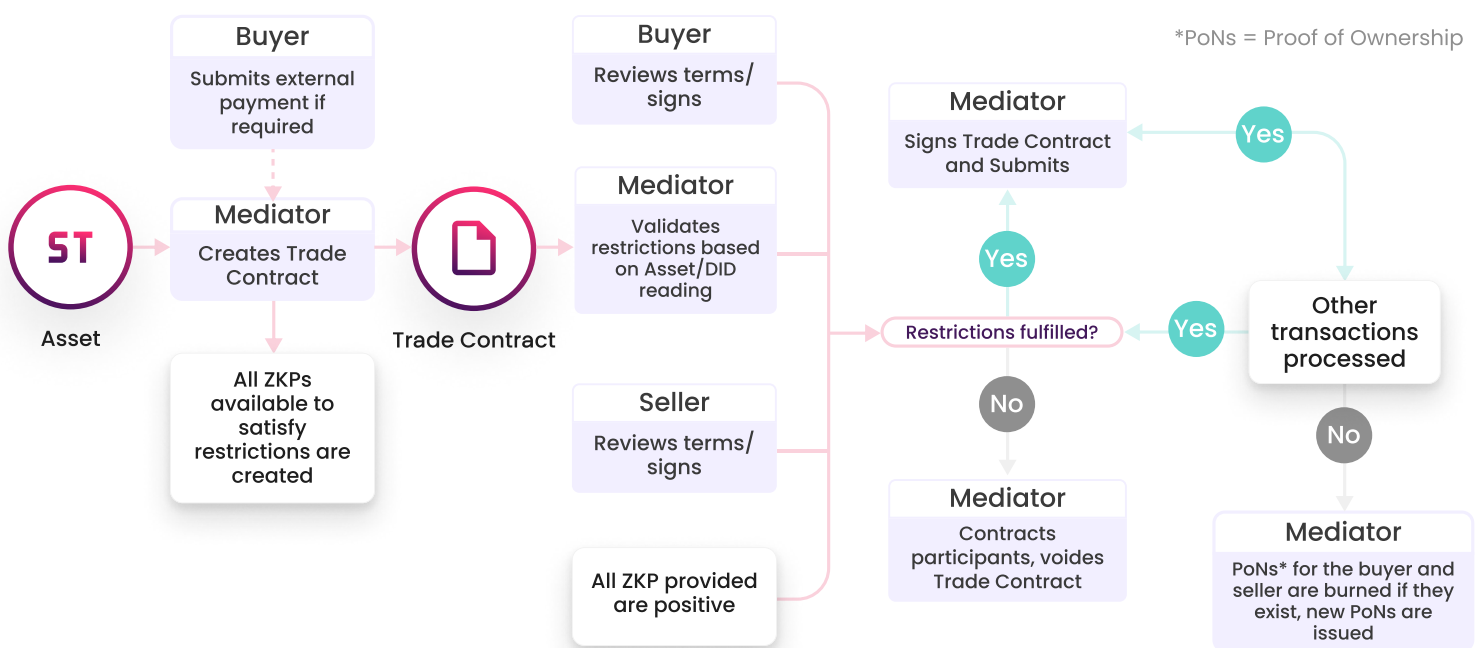 Buyer
Submits external
payment if
required
ST
Asset
Mediator
Creates Trade
Contract
All ZKPs
available to
satisfy
restrictions are
created
Trade Contract
Buyer
Reviews terms/
signs
Mediator
Validates
restrictions based
on Asset/DID
reading
Seller
Reviews terms/
signs
All ZKP provided
are positive
Restrictions fulfilled?
Yes
Mediator
Signs Trade Contract
and Submits
No
Mediator
Contracts
participants, voides
Trade Contract
Yes
Yes
Other
transactions
processed
No
Mediator
PoNs* for the buyer and
seller are burned if they
exist, new PoNs are
issued
*PoNs = Proof of Ownership